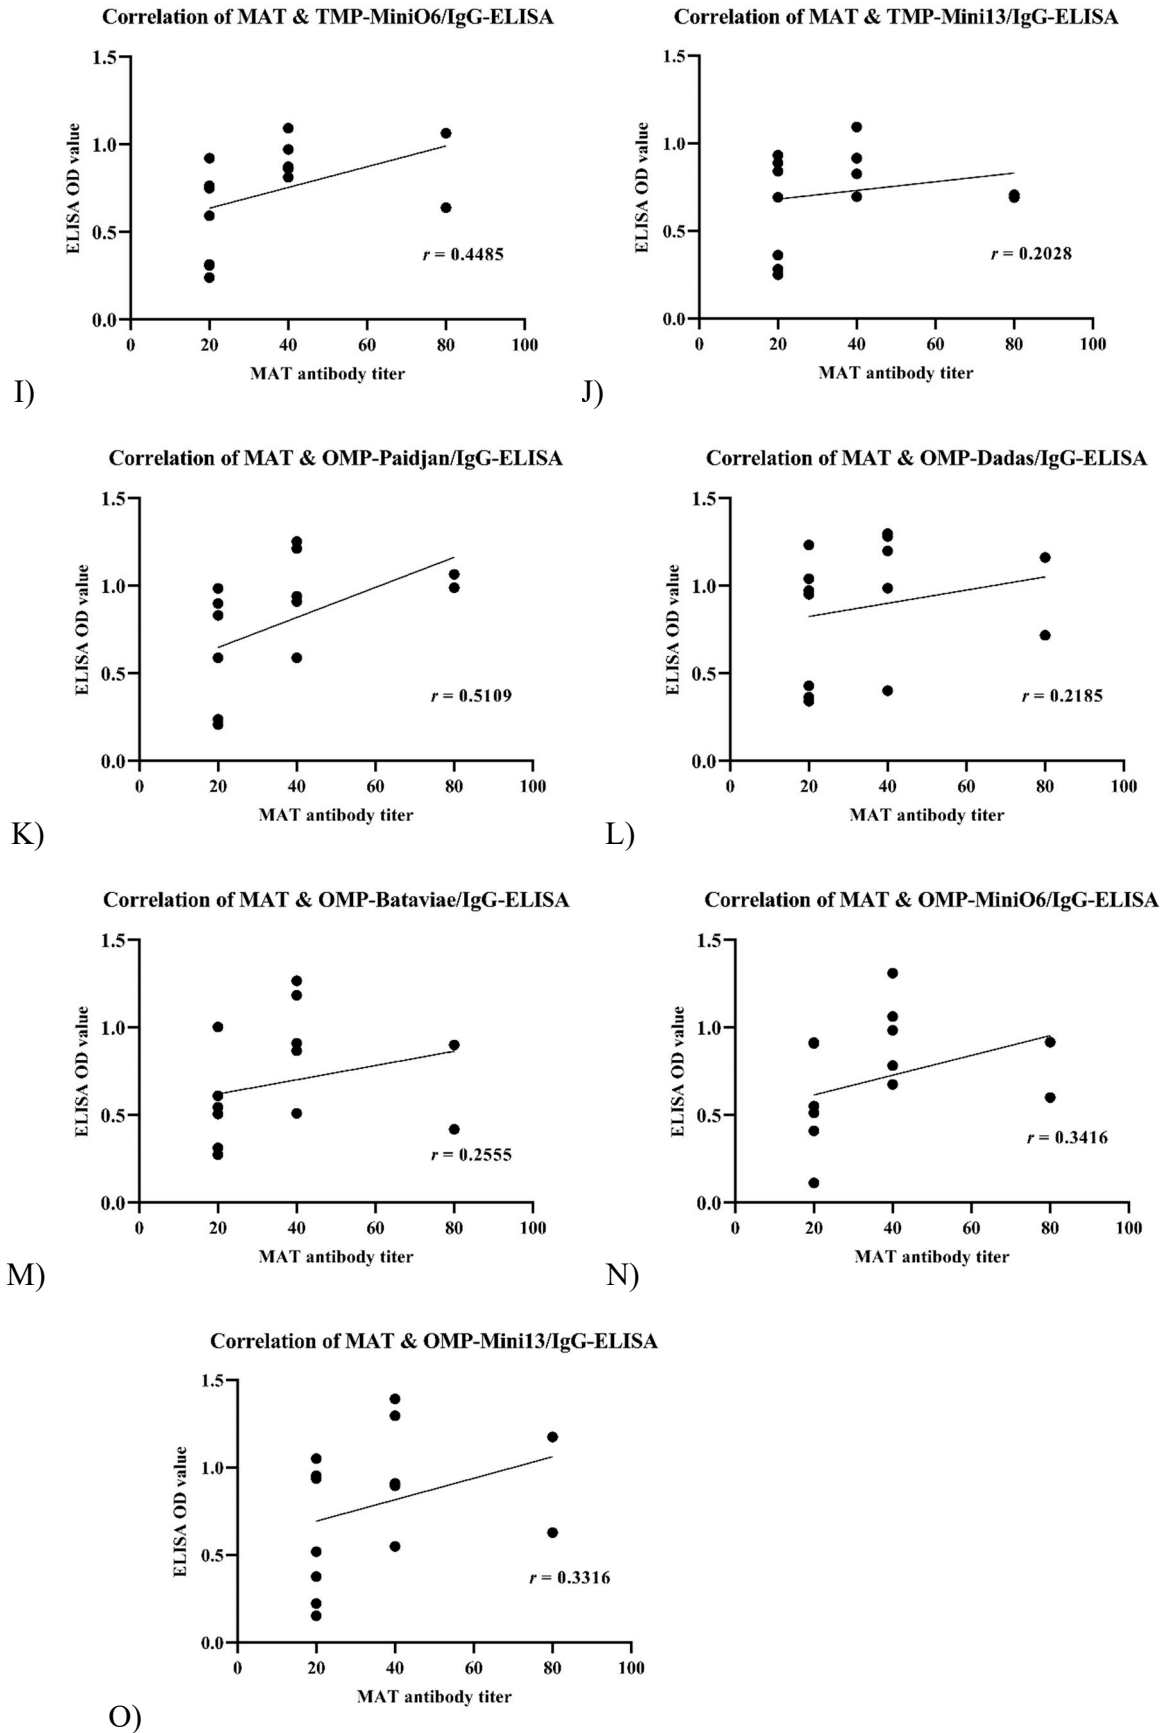 Correlation of MAT & TMP-MiniO6/IgG-ELISA
1.5
1.0
0.5
0.0
ELISA OD value
r = 0.4485
0 20 40 60 80 100
MAT antibody titer
I)
Correlation of MAT & TMP-Mini13/IgG-ELISA
1.5
1.0
0.5
0.0
ELISA OD value
r = 0.2028
0 20 40 60 80 100
MAT antibody titer
J)
Correlation of MAT & OMP-Paidjan/IgG-ELISA
1.5
1.0
0.5
0.0
ELISA OD value
r = 0.5109
0 20 40 60 80 100
MAT antibody titer
K)
Correlation of MAT & OMP-Dadas/IgG-ELISA
1.5
1.0
0.5
0.0
ELISA OD value
r = 0.2185
0 20 40 60 80 100
MAT antibody titer
L)
Correlation of MAT & OMP-Bataviae/IgG-ELISA
1.5
1.0
0.5
0.0
ELISA OD value
r = 0.2555
0 20 40 60 80 100
MAT antibody titer
M)
Correlation of MAT & OMP-MiniO6/IgG-ELISA
1.5
1.0
0.5
0.0
ELISA OD value
r = 0.3416
0 20 40 60 80 100
MAT antibody titer
N)
Correlation of MAT & OMP-Mini13/IgG-ELISA
1.5
1.0
0.5
0.0
ELISA OD value
r = 0.3316
0 20 40 60 80 100
MAT antibody titer
O)